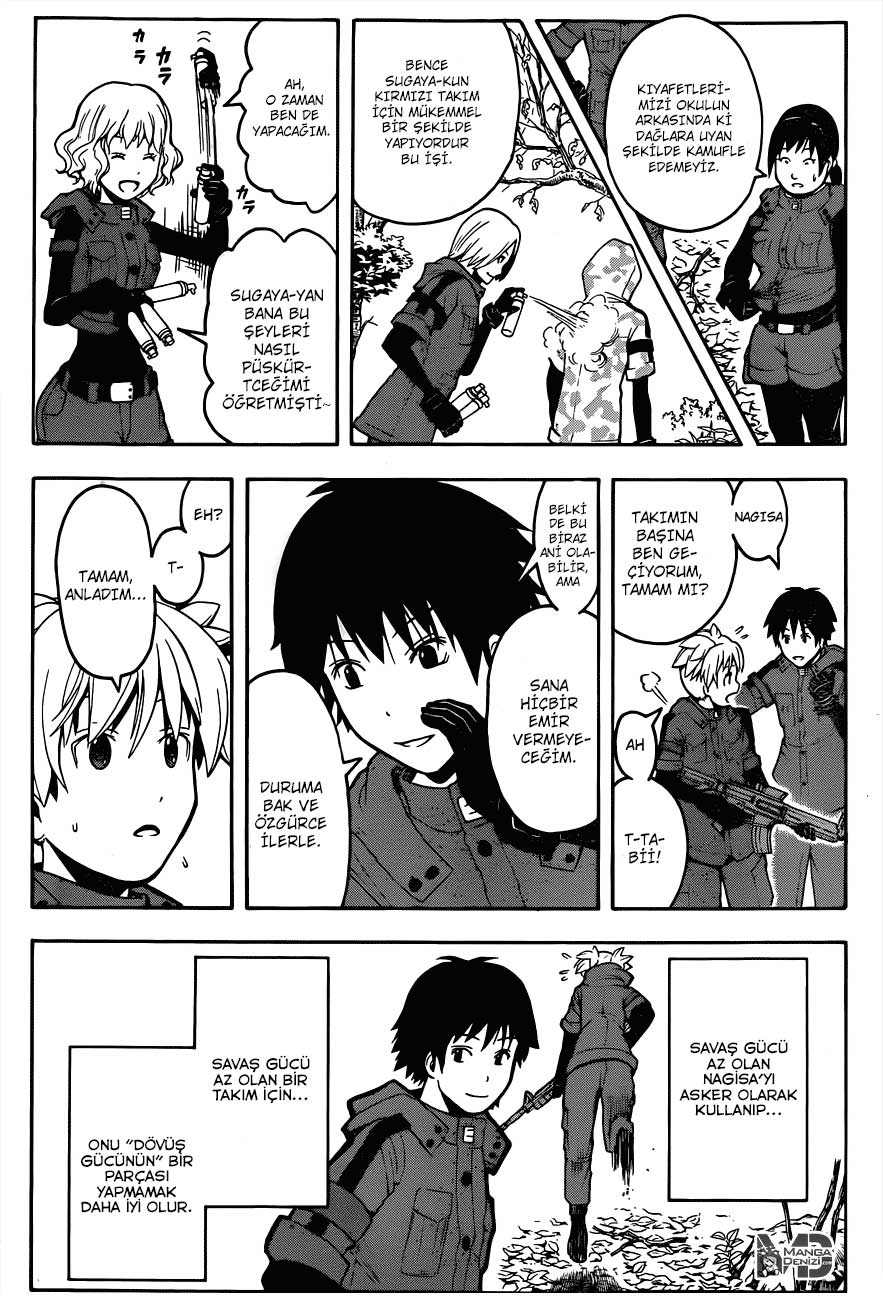 KIYAFETLERİ-
MİZİ OKULUN
ARKASINDA Kİ
DAĞLARA UYAN
ŞEKİLDE KAMUFLE
EDEMEYİZ.
BENCE
SUGAYA-KUN
KIRMIZI TAKIM
İÇİN MÜKEMMEL
BİR ŞEKİLDE
YAPIYORDUR
BU İŞİ.
AH,
O ZAMAN
BEN DE
YAPACAĞIM.
カラ
カラ
カラ
SUGAYA-YAN
BANA BU
ŞEYLERİ
NASIL
PÜSKÜR-
TCEĞİMİ
ÖĞRETMİŞTİ~
E
NAGISA
TAKIMIN
BAŞINA
BEN GE-
ÇİYORUM,
TAMAM MI?
AH
T-TA-
Bİİ!
BELKİ
DE BU
BİRAZ
ANİ OLA-
BİLİR,
AMA
SANA
HİÇBİR
EMİR
VERMEYE-
CEĞİM.
DURUMA
BAK VE
ÖZGÜRCE
İLERLE.
E
EH?
T-
TAMAM,
ANLADIM...
SAVAŞ GÜCÜ
AZ OLAN
NAGİSA'YI
ASKER OLARAK
KULLANIP...
SAVAŞ GÜCÜ
AZ OLAN BİR
TAKIM İÇİN...
ONU "DÖVÜŞ
GÜCÜNÜN" BİR
PARÇASI
YAPMAMAK
DAHA İYİ OLUR.
E
MD
MANGA
DENİZİ